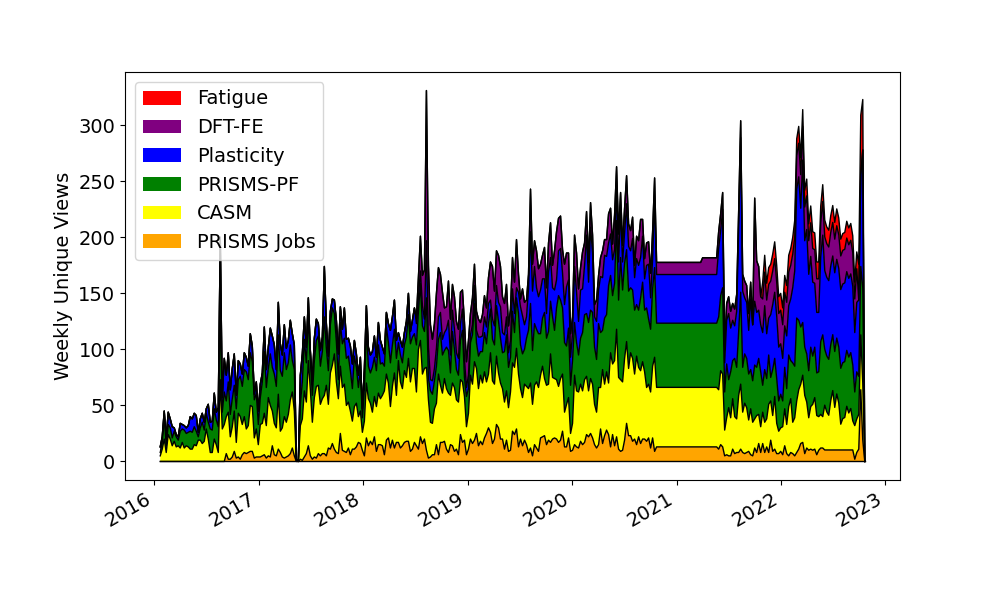 Fatigue
DFT-FE
Plasticity
PRISMS-PF
CASM
PRISMS Jobs
Weekly Unique Views
300
250
200
150
100
50
0
2016
2017
2018
2019
2020
2021
2022
2023